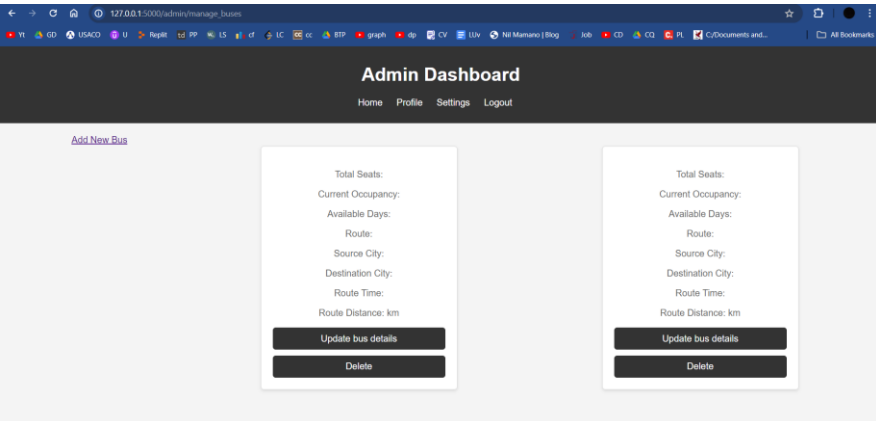 127.0.0.1:5000/admin/manage_buses
Yt GD USACO U Replit PP LS cf LC cc BTP graph dp CV LUv Nil Mamano | Blog Job CD CQ PL C:/Documents and... All Bookmarks
Admin Dashboard
Home Profile Settings Logout
Add New Bus
Total Seats:
Current Occupancy:
Available Days:
Route:
Source City:
Destination City:
Route Time:
Route Distance: km
Update bus details
Delete
Total Seats:
Current Occupancy:
Available Days:
Route:
Source City:
Destination City:
Route Time:
Route Distance: km
Update bus details
Delete